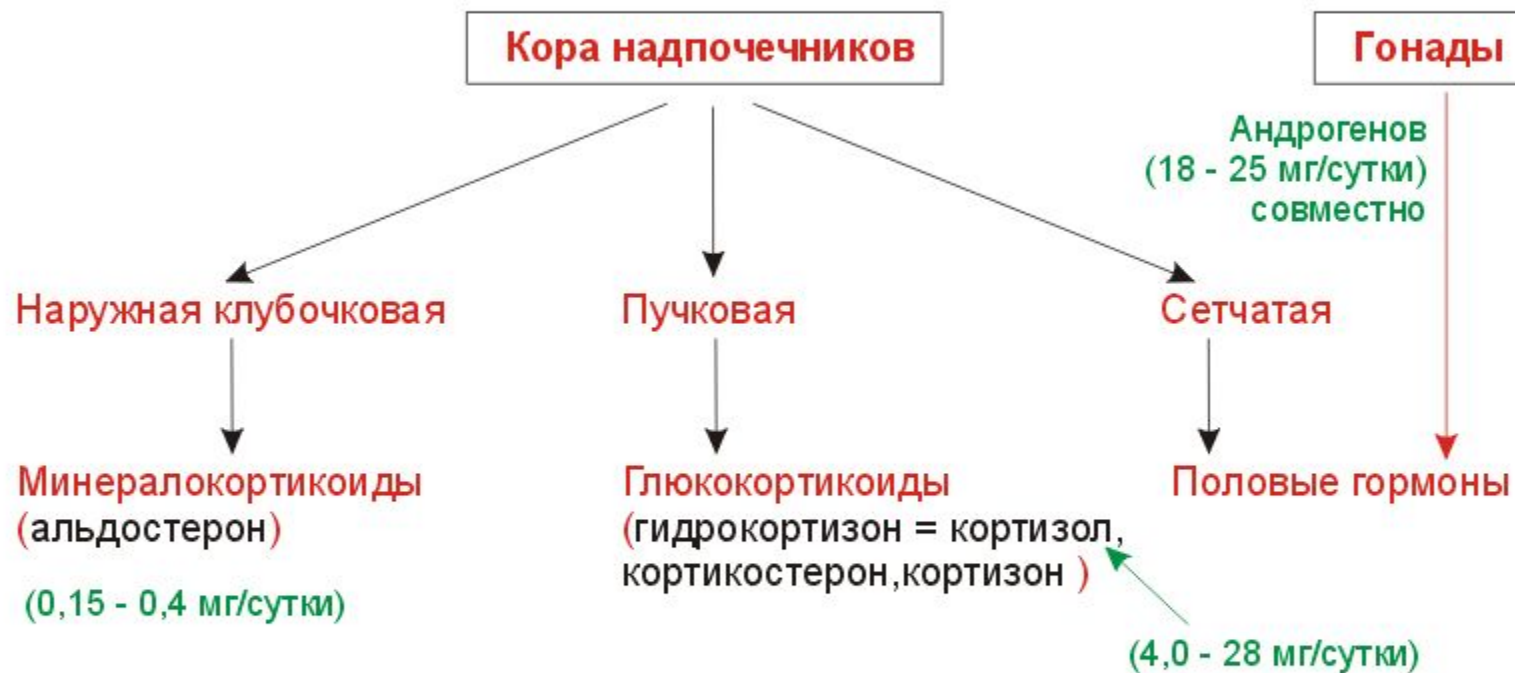 Кора надпочечников
Гонады
Андрогенов
(18 - 25 мг/сутки)
совместно
Наружная клубочковая
Пучковая
Сетчатая
Минералокортикоиды
(альдостерон)
(0,15 - 0,4 мг/сутки)
Глюкокортикоиды
(гидрокортизон = кортизол,
кортикостерон,кортизон )
(4,0 - 28 мг/сутки)
Половые гормоны